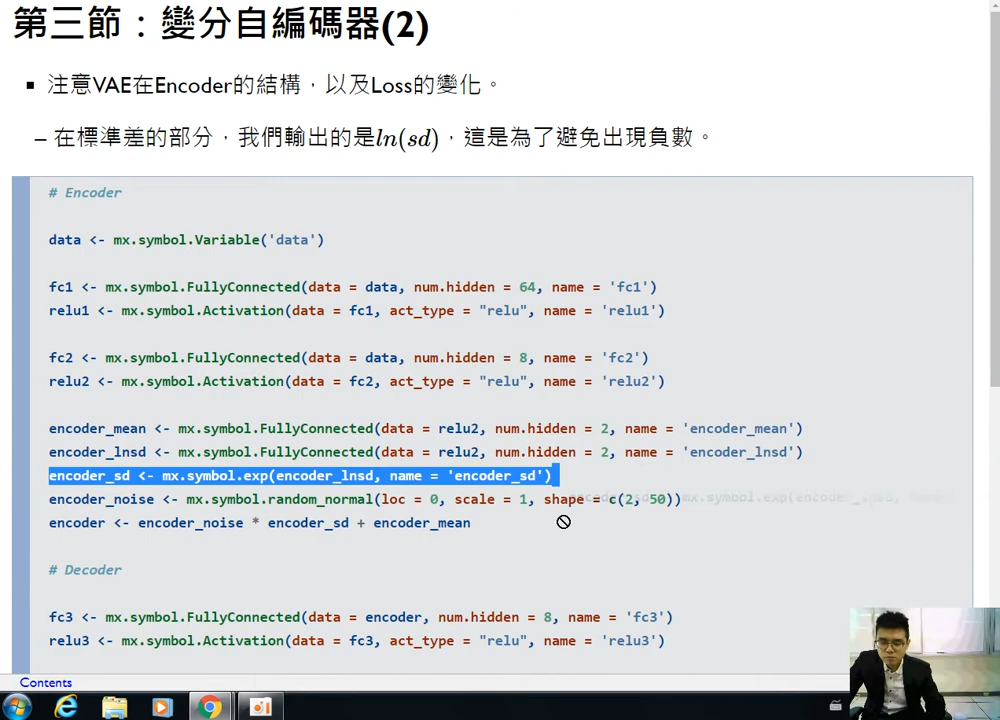 第三節：變分自編碼器(2)
▪ 注意VAE在Encoder的結構，以及Loss的變化。
– 在標準差的部分，我們輸出的是ln(sd)，這是為了避免出現負數。
# Encoder
data <- mx.symbol.Variable('data')
fc1 <- mx.symbol.FullyConnected(data = data, num.hidden = 64, name = 'fc1')
relu1 <- mx.symbol.Activation(data = fc1, act_type = "relu", name = 'relu1')
fc2 <- mx.symbol.FullyConnected(data = data, num.hidden = 8, name = 'fc2')
relu2 <- mx.symbol.Activation(data = fc2, act_type = "relu", name = 'relu2')
encoder_mean <- mx.symbol.FullyConnected(data = relu2, num.hidden = 2, name = 'encoder_mean')
encoder_lnsd <- mx.symbol.FullyConnected(data = relu2, num.hidden = 2, name = 'encoder_lnsd')
encoder_sd <- mx.symbol.exp(encoder_lnsd, name = 'encoder_sd')
encoder_noise <- mx.symbol.random_normal(loc = 0, scale = 1, shape = c(2, 50))
encoder <- encoder_noise * encoder_sd + encoder_mean
# Decoder
fc3 <- mx.symbol.FullyConnected(data = encoder, num.hidden = 8, name = 'fc3')
relu3 <- mx.symbol.Activation(data = fc3, act_type = "relu", name = 'relu3')
Contents